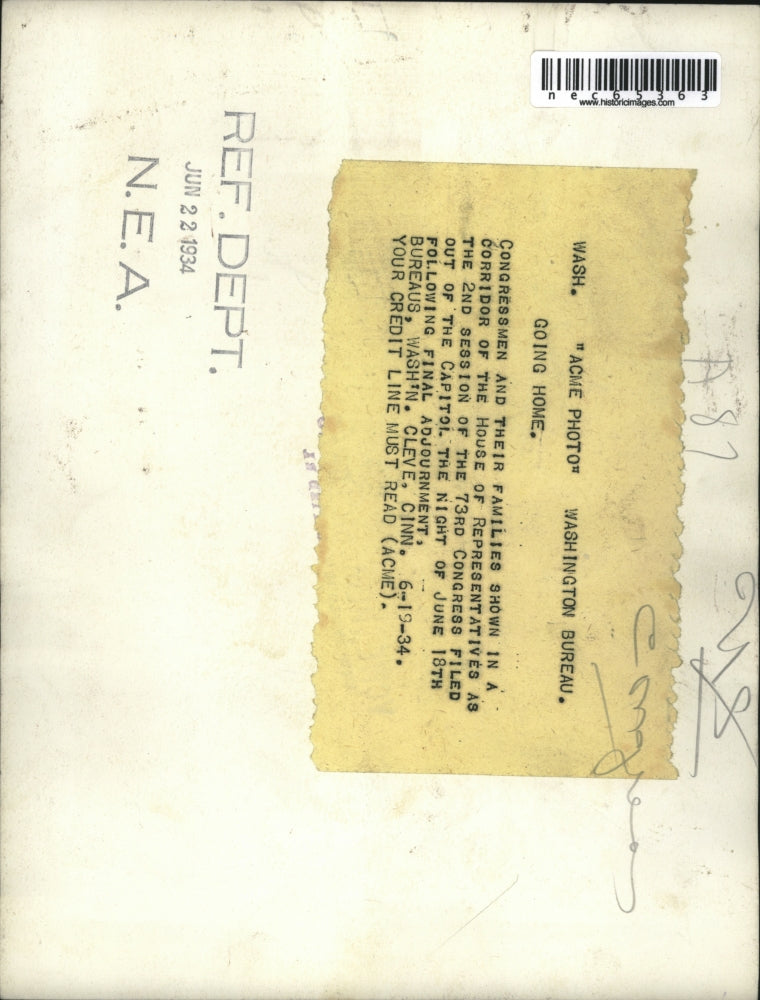 nec65363
www.historicimages.com
WASH. "ACME PHOTO" WASHINGTON BUREAU.
GOING HOME.
CONGRESSMEN AND THEIR FAMILIES SHOWN IN A
CORRIDOR OF THE HOUSE OF REPRESENTATIVES AS
THE 2ND SESSION OF THE 73RD CONGRESS FILED
OUT OF THE CAPITOL THE NIGHT OF JUNE 18TH
FOLLOWING FINAL ADJOURNMENT,
BUREAUS, WASH'N. CLEVE, CINN. 6-19-34.
YOUR CREDIT LINE MUST READ (ACME).
Congress
REF. DEPT.
JUN 22 1934
N.E.A.